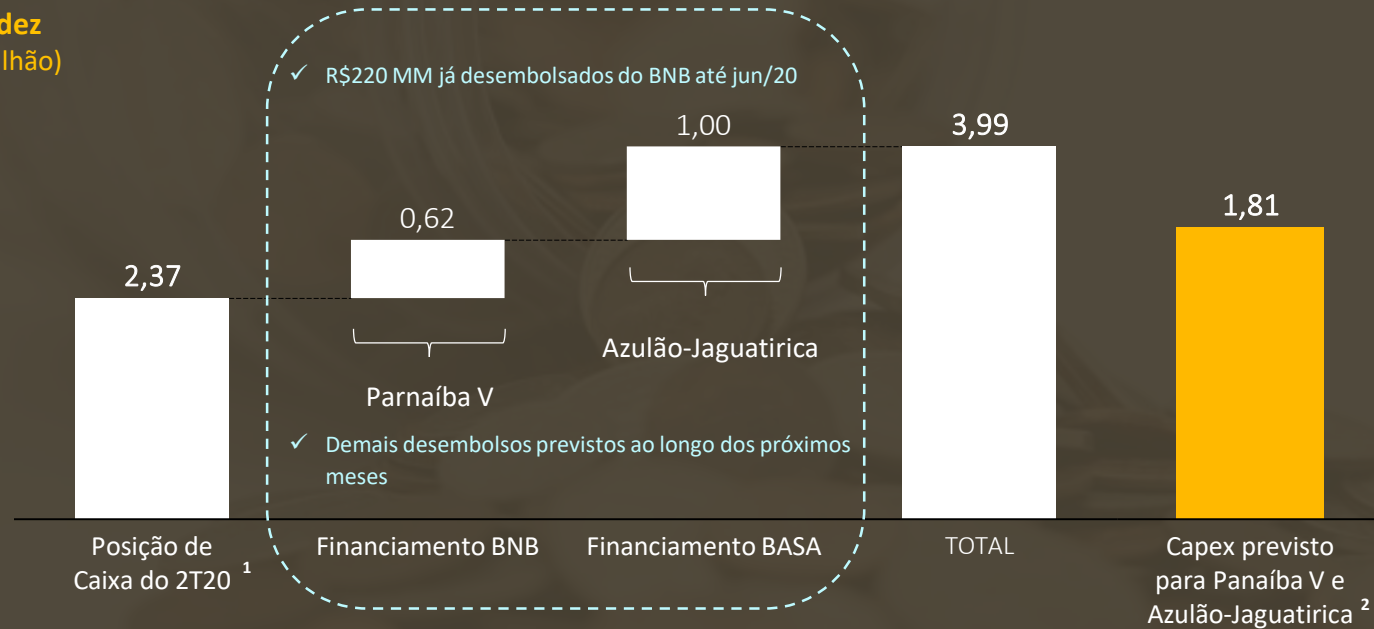 dez
lhão)
✓ R$220 MM já desembolsados do BNB até jun/20
1,00
3,99
0,62
1,81
2,37
Azulão-Jaguatirica
Parnaíba V
✓ Demais desembolsos previstos ao longo dos próximos
meses
Posição de
Caixa do 2T20 ¹
Financiamento BNB
Financiamento BASA
TOTAL
Capex previsto
para Panaíba V e
Azulão-Jaguatirica ²